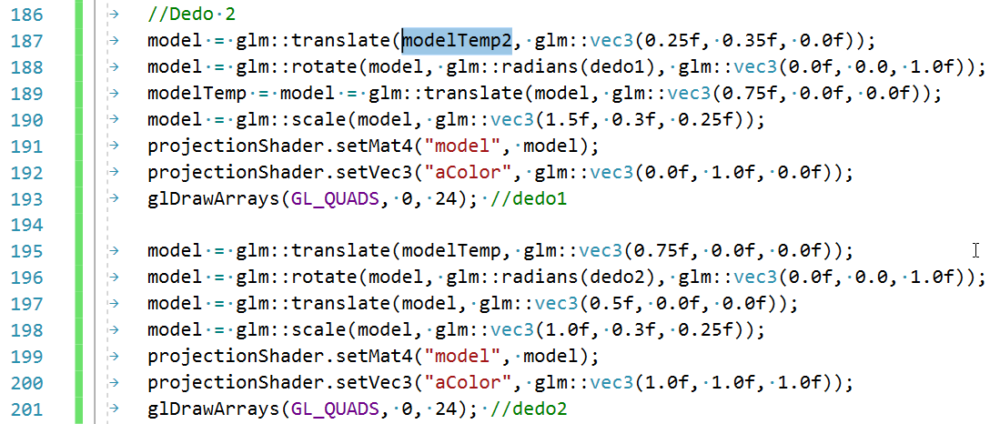 186 //Dedo 2
187 model = glm::translate(modelTemp2, glm::vec3(0.25f, 0.35f, 0.0f));
188 model = glm::rotate(model, glm::radians(dedo1), glm::vec3(0.0f, 0.0, 1.0f));
189 modelTemp = model = glm::translate(model, glm::vec3(0.75f, 0.0f, 0.0f));
190 model = glm::scale(model, glm::vec3(1.5f, 0.3f, 0.25f));
191 projectionShader.setMat4("model", model);
192 projectionShader.setVec3("aColor", glm::vec3(0.0f, 1.0f, 0.0f));
193 glDrawArrays(GL_QUADS, 0, 24); //dedo1
194
195 model = glm::translate(modelTemp, glm::vec3(0.75f, 0.0f, 0.0f));
196 model = glm::rotate(model, glm::radians(dedo2), glm::vec3(0.0f, 0.0, 1.0f));
197 model = glm::translate(model, glm::vec3(0.5f, 0.0f, 0.0f));
198 model = glm::scale(model, glm::vec3(1.0f, 0.3f, 0.25f));
199 projectionShader.setMat4("model", model);
200 projectionShader.setVec3("aColor", glm::vec3(1.0f, 1.0f, 1.0f));
201 glDrawArrays(GL_QUADS, 0, 24); //dedo2